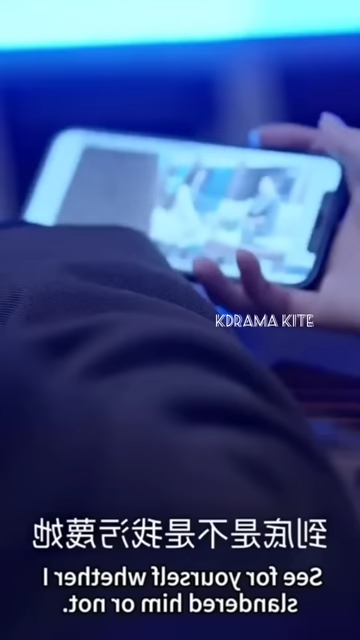 KDRAMA KITE
到底是不是我污蔑她
See for yourself whether I
slandered him or not.